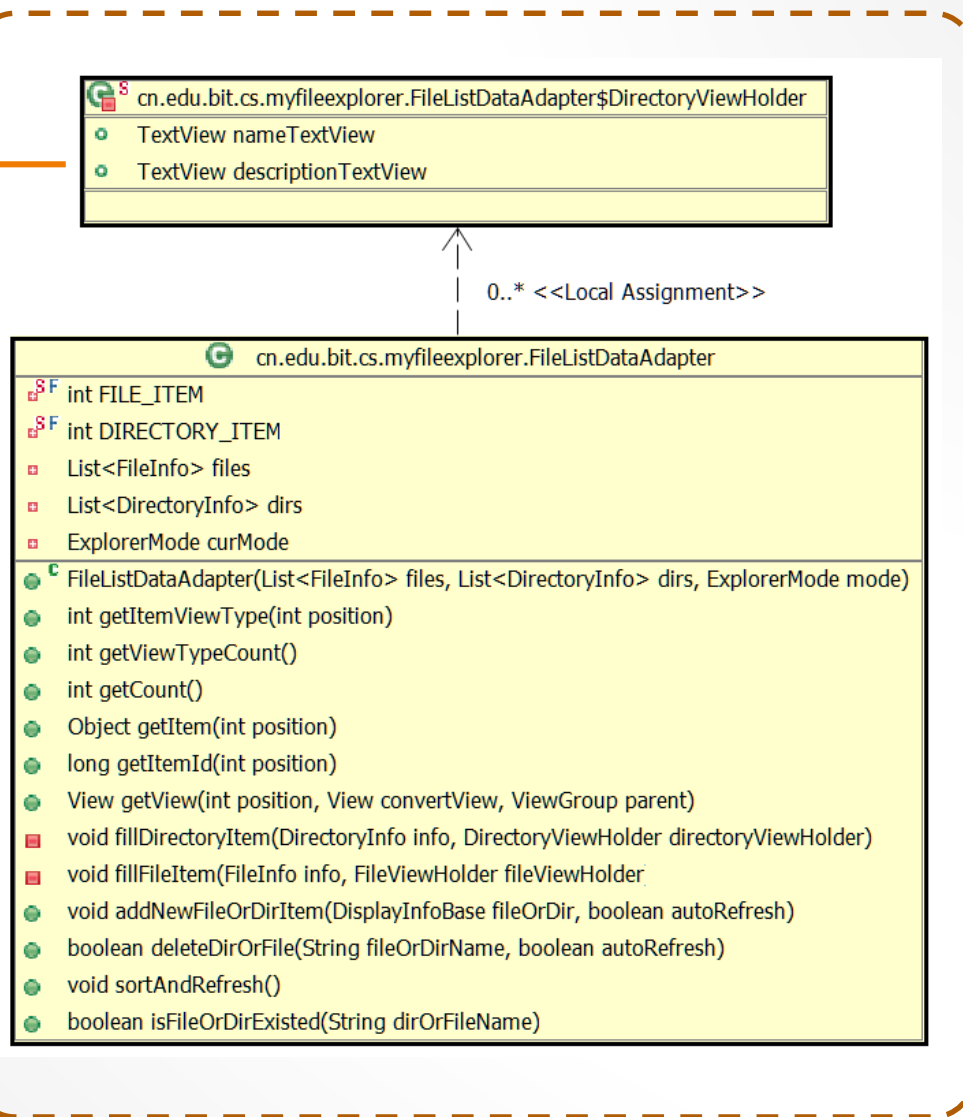 S cn.edu.bit.cs.myfileexplorer.FileListDataAdapter$DirectoryViewHolder
TextView nameTextView
TextView descriptionTextView
0..* <<Local Assignment>>
cn.edu.bit.cs.myfileexplorer.FileListDataAdapter
S F int FILE_ITEM
S F int DIRECTORY_ITEM
List<FileInfo> files
List<DirectoryInfo> dirs
ExplorerMode curMode
C FileListDataAdapter(List<FileInfo> files, List<DirectoryInfo> dirs, ExplorerMode mode)
int getItemViewType(int position)
int getViewTypeCount()
int getCount()
Object getItem(int position)
long getItemId(int position)
View getView(int position, View convertView, ViewGroup parent)
void fillDirectoryItem(DirectoryInfo info, DirectoryViewHolder directoryViewHolder)
void fillFileItem(FileInfo info, FileViewHolder fileViewHolder
void addNewFileOrDirItem(DisplayInfoBase fileOrDir, boolean autoRefresh)
boolean deleteDirOrFile(String fileOrDirName, boolean autoRefresh)
void sortAndRefresh()
boolean isFileOrDirExisted(String dirOrFileName)